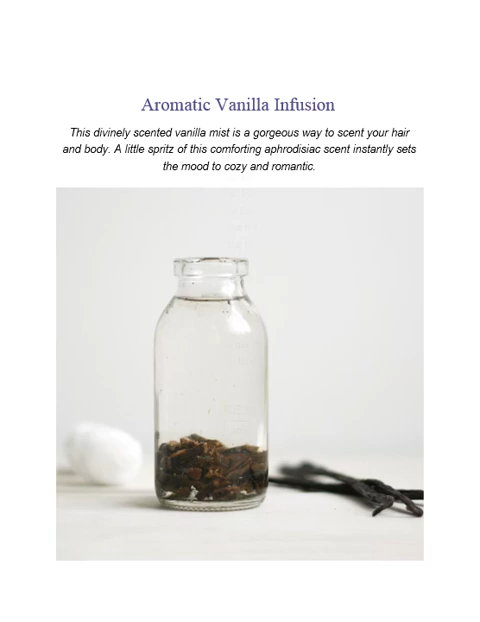 Aromatic Vanilla Infusion
This divinely scented vanilla mist is a gorgeous way to scent your hair
and body. A little spritz of this comforting aphrodisiac scent instantly sets
the mood to cozy and romantic.